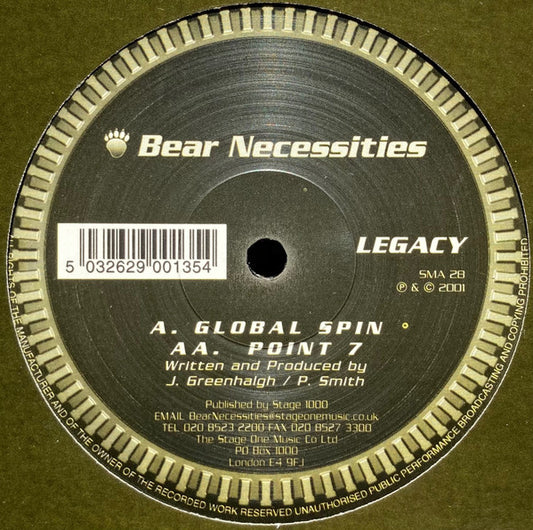 Bear Necessities
LEGACY
5 032629 001354
SMA 28
℗ & © 2001
A. GLOBAL SPIN
AA. POINT 7
Written and Produced by
J. Greenhalgh / P. Smith
Published by Stage 1000
EMAIL BearNecessities@stageonemusic.co.uk
TEL 020 8523 2200 FAX 020 8527 3300
The Stage One Music Co Ltd
PO Box 1000
London E4 9FJ
RIGHTS OF THE MANUFACTURER AND OF THE OWNER OF THE RECORDED WORK RESERVED UNAUTHORISED PUBLIC PERFORMANCE BROADCASTING AND COPYING PROHIBITED